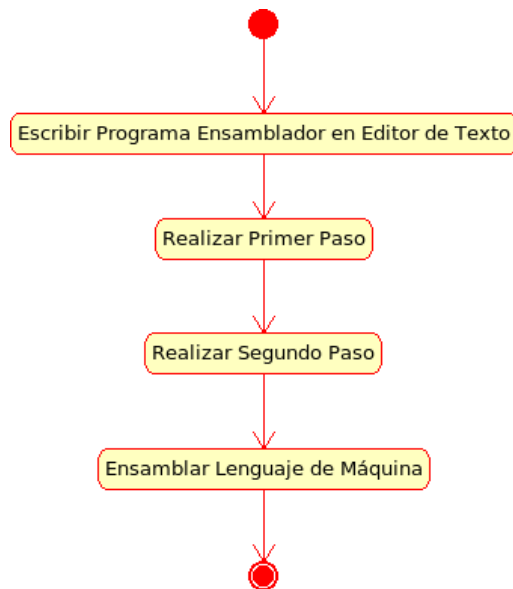 Escribir Programa Ensamblador en Editor de Texto
Realizar Primer Paso
Realizar Segundo Paso
Ensamblar Lenguaje de Máquina